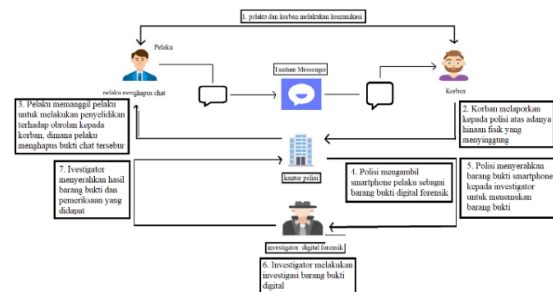 1. pelaku dan korban melakukan komunikasi
Pelaku
pelaku menghapus chat
Instant Messenger
Korban
3. Pelaku memanggil pelaku
untuk melakukan penyelidikan
terhadap obrolan kepada
korban, dimana pelaku
menghapus bukti chat tersebur
2. Korban melaporkan
kepada polisi atas adanya
hinaan fisik yang
menyinggung
kantor polisi
7. Ivestigator
menyerahkan hasil
barang bukti dan
pemeriksaan yang
didapat
4. Polisi mengambil
smartphone pelaku sebagai
barang bukti digital forensik
5. Polisi menyerahkan
barang bukti smartphone
kepada investigator
untuk menemukan
barang bukti
investigator digital forensik
6. Investigator melakukan
investigasi barang bukti
digital